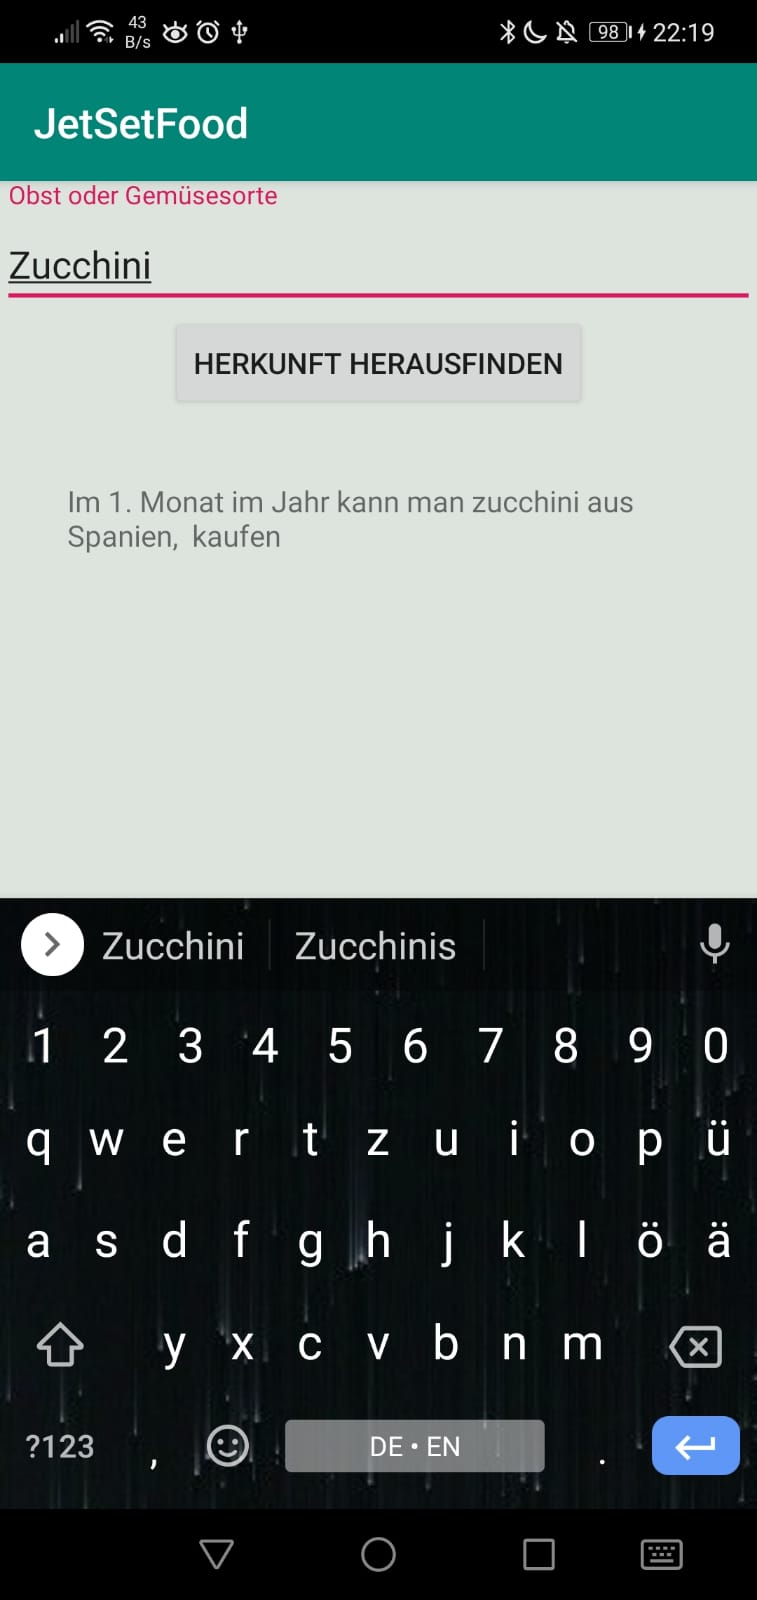 43
B/s
98
22:19
JetSetFood
Obst oder Gemüsesorte
Zucchini
HERKUNFT HERAUSFINDEN
Im 1. Monat im Jahr kann man zucchini aus
Spanien,  kaufen
Zucchini Zucchinis
1 2 3 4 5 6 7 8 9 0
q w e r t z u i o p ü
a s d f g h j k l ö ä
y x c v b n m
?123 , DE • EN .